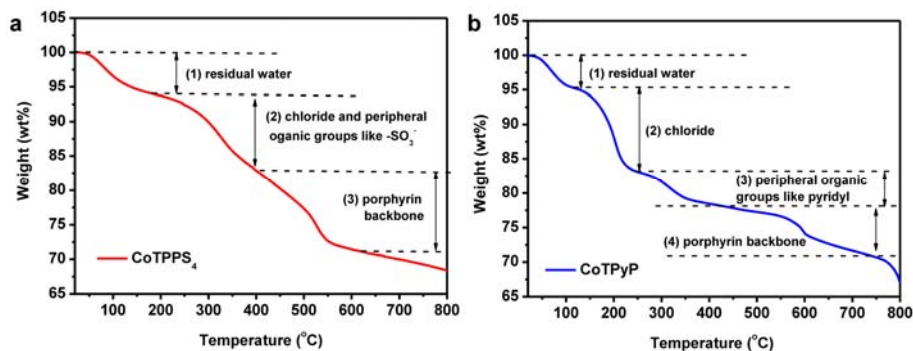 a
100
95
90
85
80
75
70
65
Weight (wt%)
(1) residual water
(2) chloride and peripheral
oganic groups like -SO₃⁻
(3) porphyrin
backbone
CoTPPS₄
100 200 300 400 500 600 700 800
Temperature (°C)
b
100
95
90
85
80
75
70
65
Weight (wt%)
(1) residual water
(2) chloride
(3) peripheral organic
groups like pyridyl
(4) porphyrin backbone
CoTPyP
100 200 300 400 500 600 700 800
Temperature (°C)